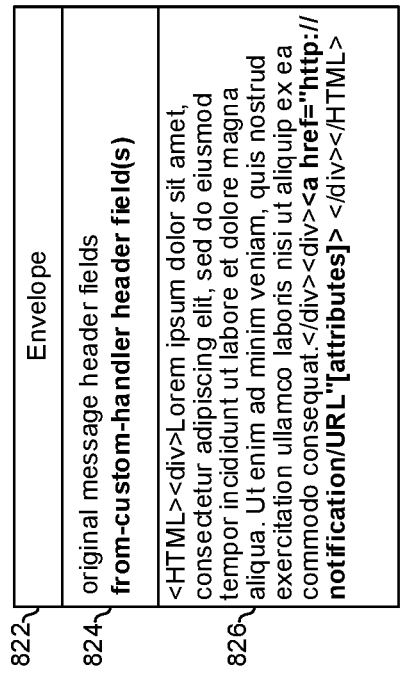 822
Envelope
824
original message header fields
from-custom-handler header field(s)
826
<HTML><div>Lorem ipsum dolor sit amet,
consectetur adipiscing elit, sed do eiusmod
tempor incididunt ut labore et dolore magna
aliqua. Ut enim ad minim veniam, quis nostrud
exercitation ullamco laboris nisi ut aliquip ex ea
commodo consequat.</div><div><a href="http://
notification/URL"[attributes]> </div></HTML>